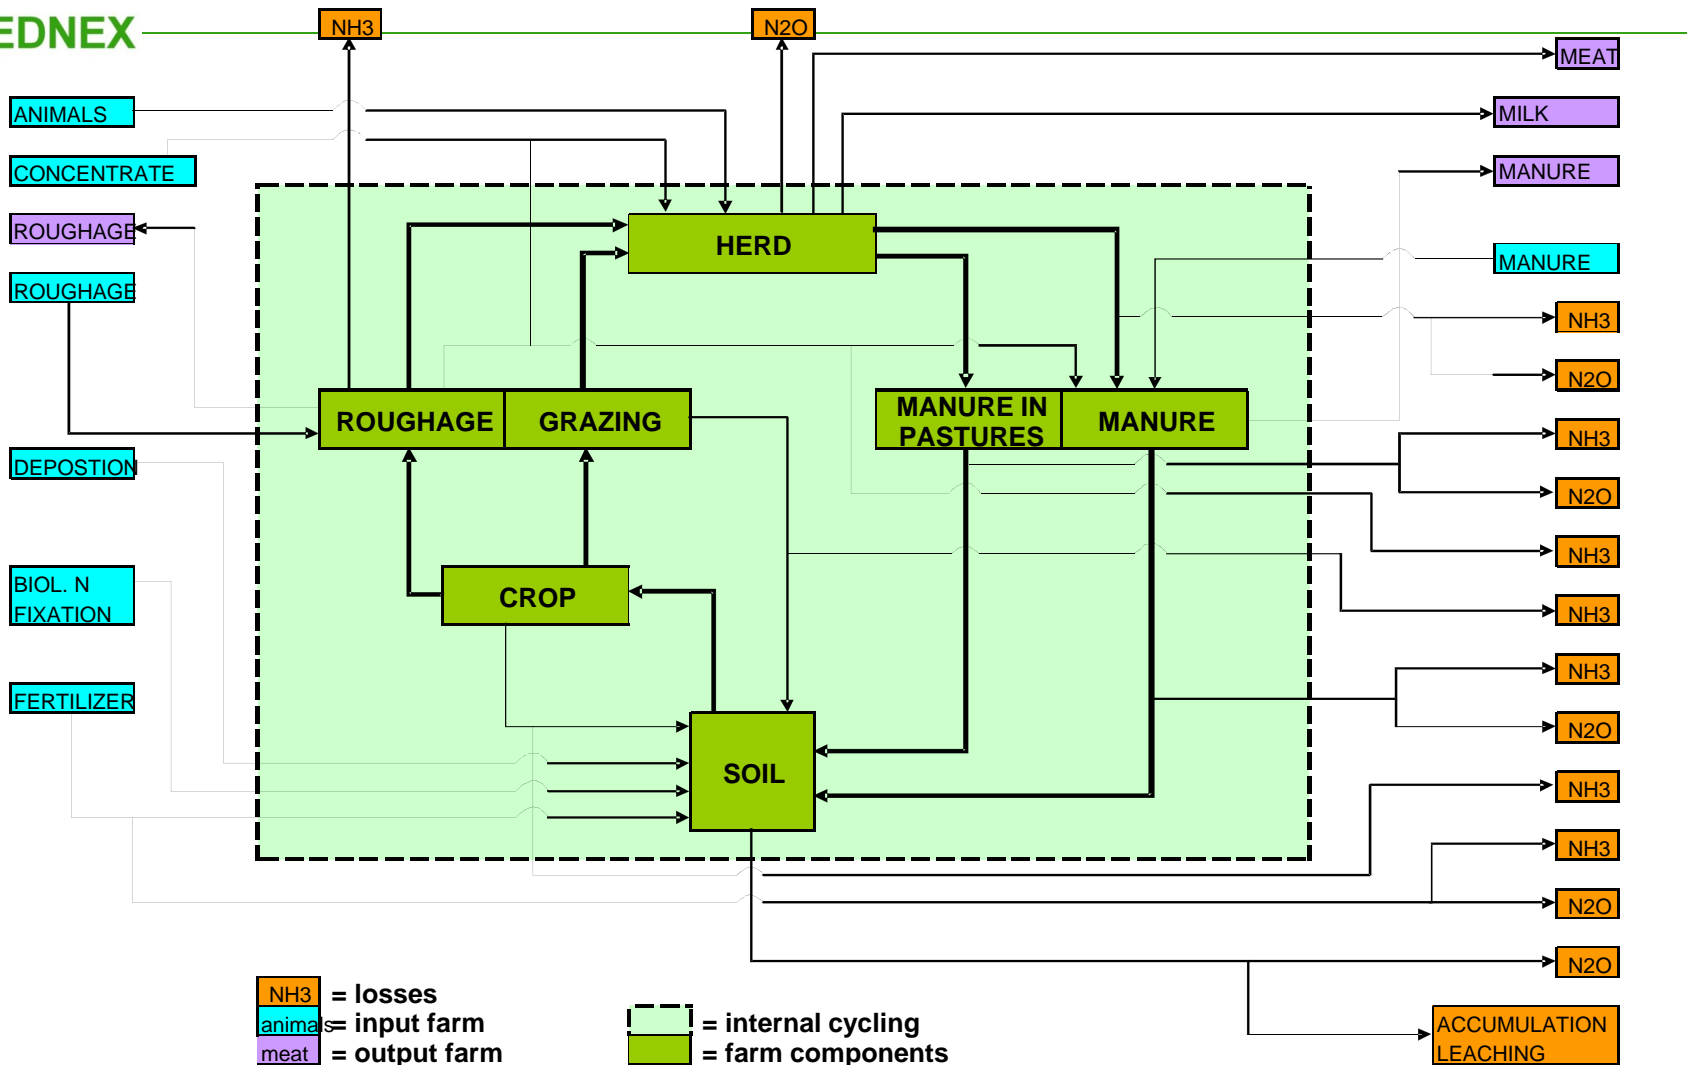 EDNEX
NH3
N2O
MEAT
ANIMALS
MILK
CONCENTRATE
MANURE
ROUGHAGE
HERD
MANURE
ROUGHAGE
NH3
N2O
ROUGHAGE
GRAZING
MANURE IN
PASTURES
MANURE
NH3
DEPOSTION
N2O
NH3
BIOL. N
FIXATION
CROP
NH3
NH3
FERTILIZER
N2O
SOIL
NH3
NH3
N2O
N2O
NH3 = losses
animals = input farm
meat = output farm
= internal cycling
= farm components
ACCUMULATION
LEACHING